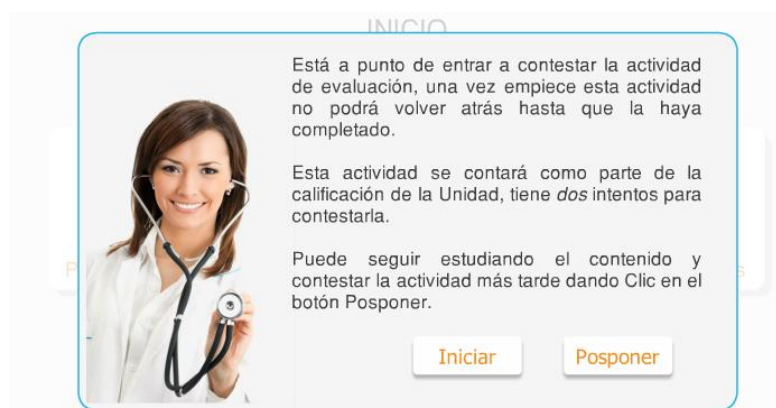 INICIO
Está a punto de entrar a contestar la actividad
de evaluación, una vez empiece esta actividad
no podrá volver atrás hasta que la haya
completado.
Esta actividad se contará como parte de la
calificación de la Unidad, tiene dos intentos para
contestarla.
Puede seguir estudiando el contenido y
contestar la actividad más tarde dando Clic en el
botón Posponer.
Iniciar Posponer